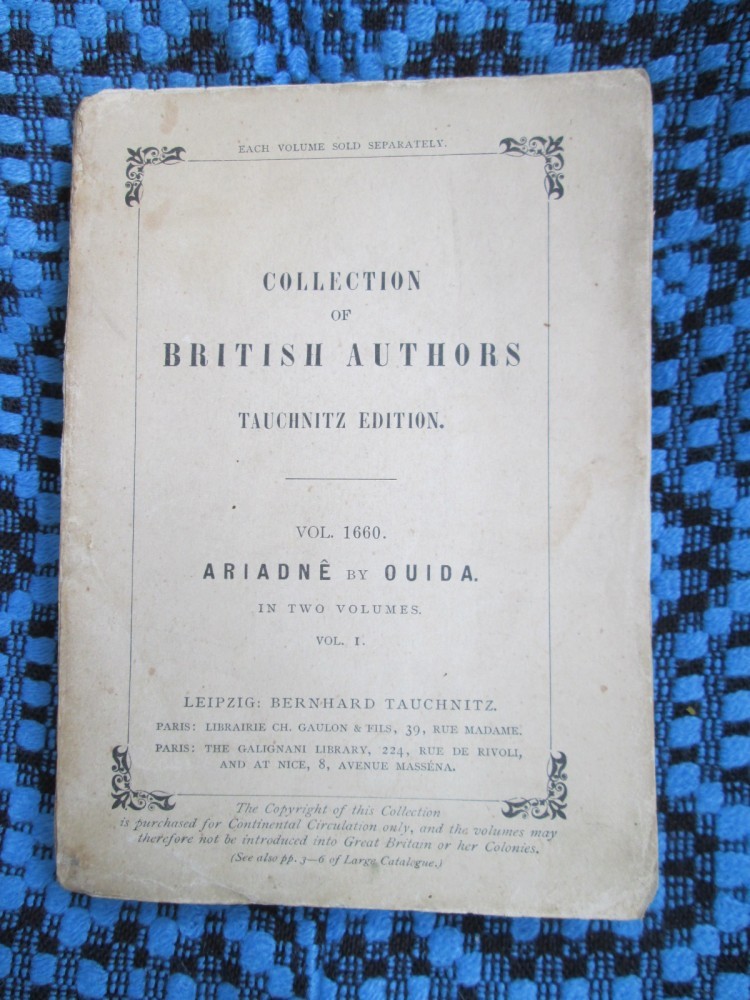 EACH VOLUME SOLD SEPARATELY.
COLLECTION
OF
BRITISH AUTHORS
TAUCHNITZ EDITION.
VOL. 1660.
ARIADNÊ BY OUIDA.
IN TWO VOLUMES.
VOL. I.
LEIPZIG: BERNHARD TAUCHNITZ.
PARIS: LIBRAIRIE CH. GAULON & FILS, 39, RUE MADAME.
PARIS: THE GALIGNANI LIBRARY, 224, RUE DE RIVOLI,
AND AT NICE, 8, AVENUE MASSÉNA.
The Copyright of this Collection
is purchased for Continental Circulation only, and the volumes may
therefore not be introduced into Great Britain or her Colonies.
(See also pp. 3–6 of Large Catalogue.)